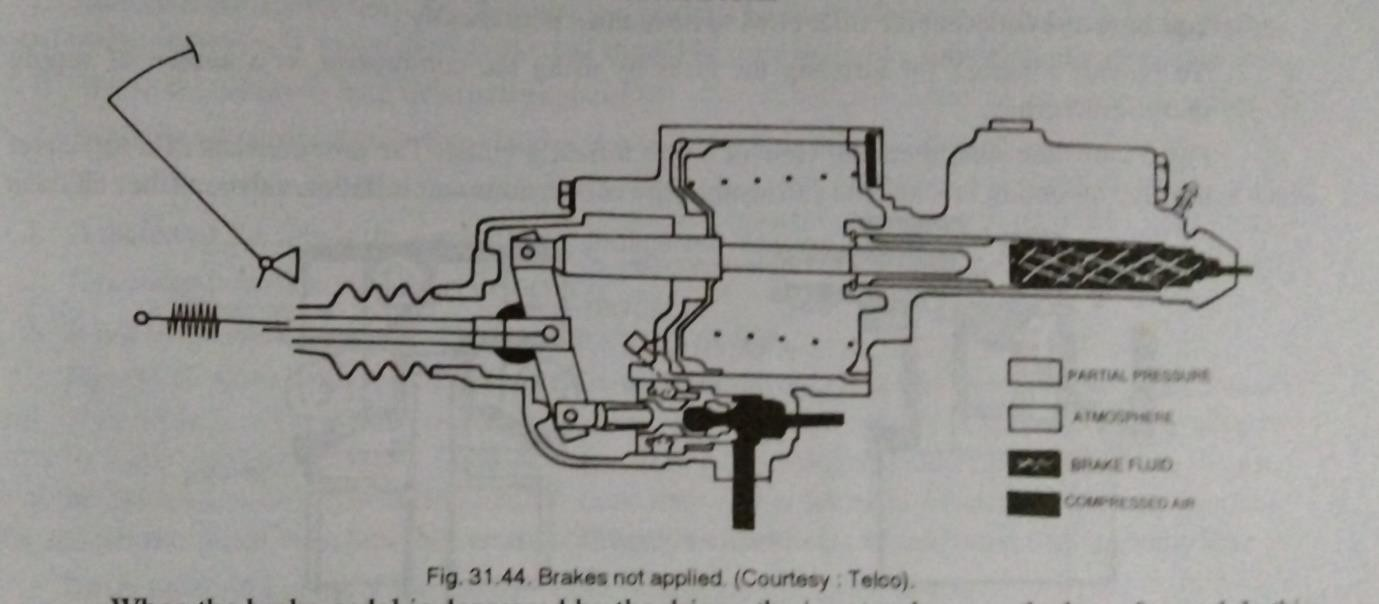 PARTIAL PRESSURE
ATMOSPHERE
BRAKE FLUID
COMPRESSED AIR
Fig. 31.44. Brakes not applied. (Courtesy : Telco).